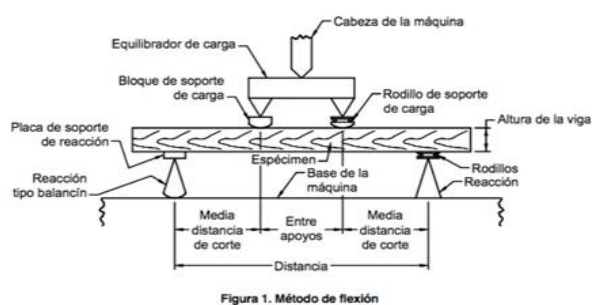 Cabeza de la máquina
Equilibrador de carga
Bloque de soporte
de carga
Rodillo de soporte
de carga
Altura de la viga
Placa de soporte
de reacción
Espécimen
Rodillos
Reacción
tipo balancín
Base de la
máquina
Reacción
Media
distancia
de corte
Entre
apoyos
Media
distancia
de corte
Distancia
Figura 1. Método de flexión